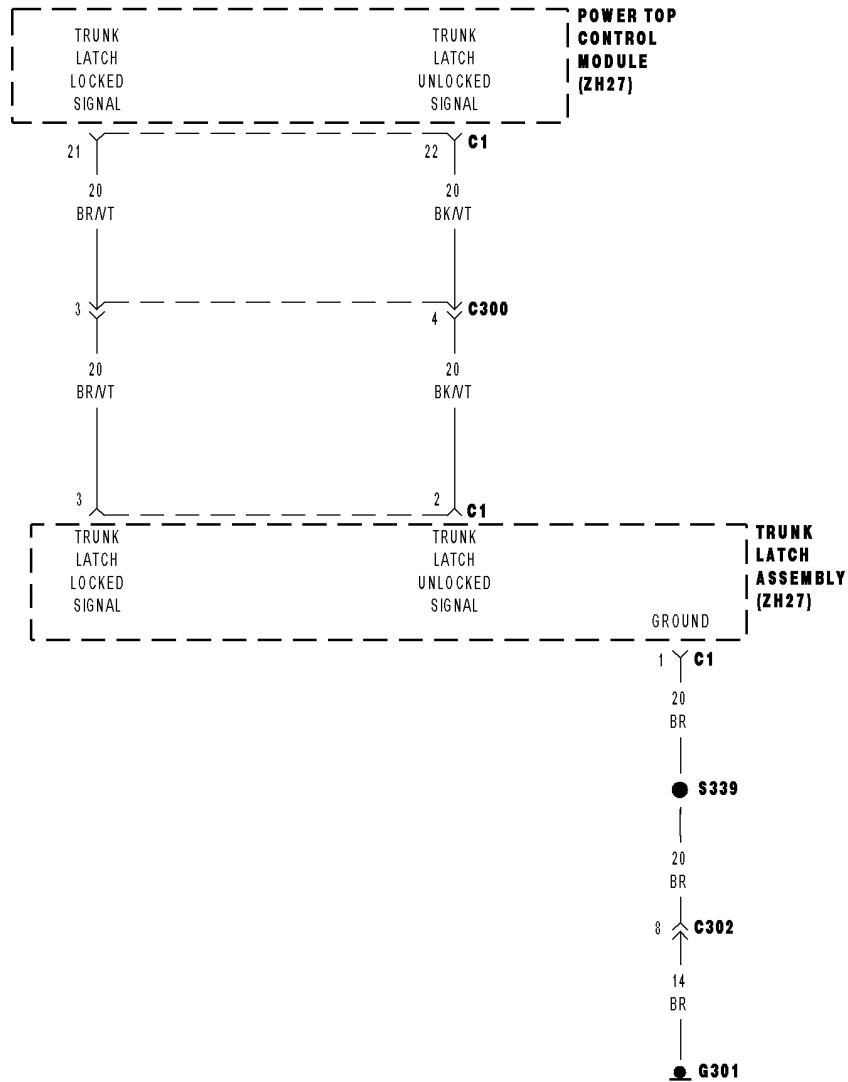 POWER TOP
CONTROL
MODULE
(ZH27)
TRUNK
LATCH
LOCKED
SIGNAL
TRUNK
LATCH
UNLOCKED
SIGNAL
21
22
C1
20
BR/VT
20
BK/VT
3
4
C300
20
BR/VT
20
BK/VT
3
2
C1
TRUNK
LATCH
ASSEMBLY
(ZH27)
TRUNK
LATCH
LOCKED
SIGNAL
TRUNK
LATCH
UNLOCKED
SIGNAL
GROUND
1
C1
20
BR
S339
20
BR
8
C302
14
BR
G301